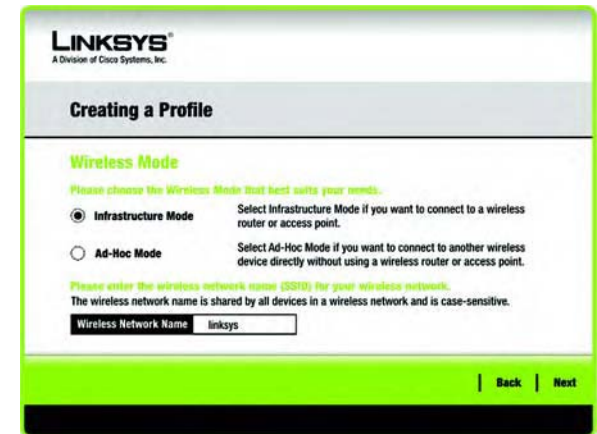 LINKSYS®
A Division of Cisco Systems, Inc.
Creating a Profile
Wireless Mode
Please choose the Wireless Mode that best suits your needs.
Infrastructure Mode
Select Infrastructure Mode if you want to connect to a wireless
router or access point.
Ad-Hoc Mode
Select Ad-Hoc Mode if you want to connect to another wireless
device directly without using a wireless router or access point.
Please enter the wireless network name (SSID) for your wireless network.
The wireless network name is shared by all devices in a wireless network and is case-sensitive.
Wireless Network Name linksys
Back Next